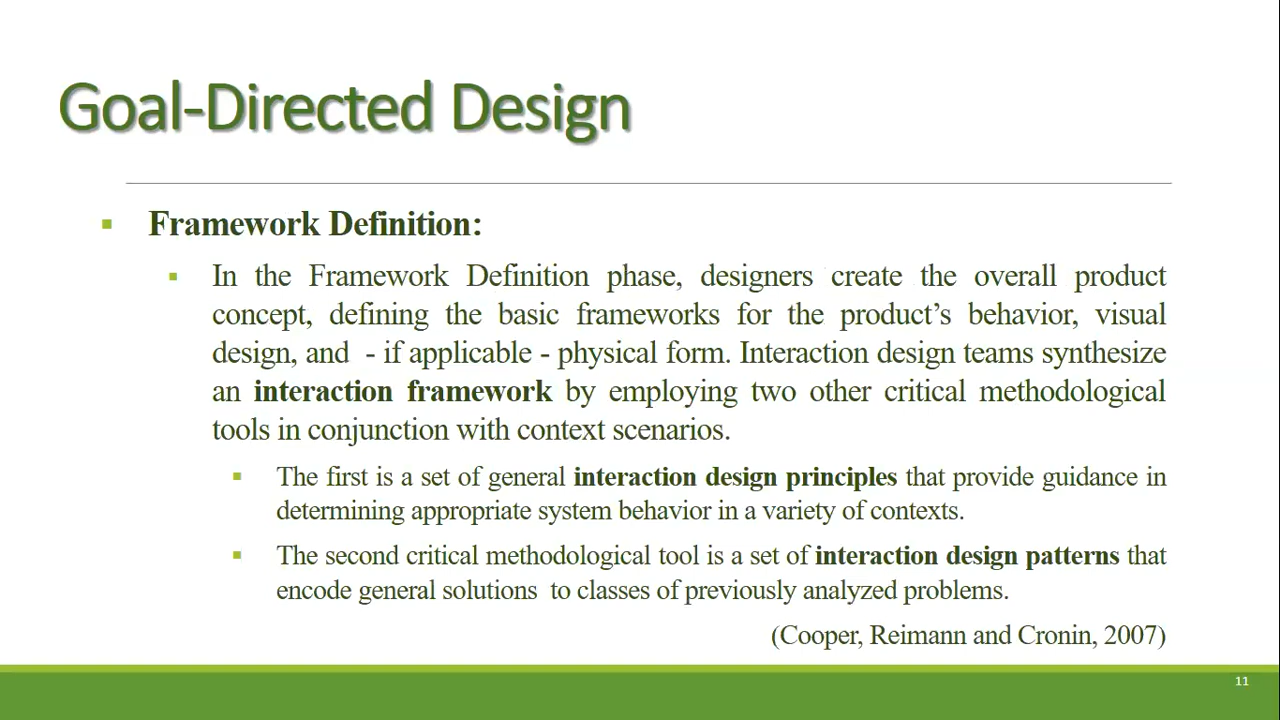 Goal-Directed Design
Framework Definition:
In the Framework Definition phase, designers create the overall product
concept, defining the basic frameworks for the product’s behavior, visual
design, and - if applicable - physical form. Interaction design teams synthesize
an interaction framework by employing two other critical methodological
tools in conjunction with context scenarios.
The first is a set of general interaction design principles that provide guidance in
determining appropriate system behavior in a variety of contexts.
The second critical methodological tool is a set of interaction design patterns that
encode general solutions to classes of previously analyzed problems.
(Cooper, Reimann and Cronin, 2007)
11